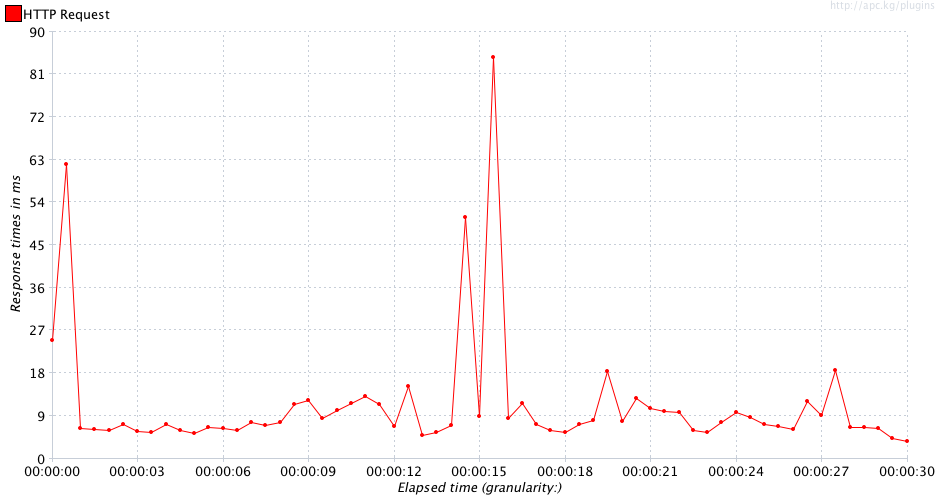 http://apc.kg/plugins
HTTP Request
90
81
72
63
54
45
36
27
18
9
0
Response times in ms
00:00:00 00:00:03 00:00:06 00:00:09 00:00:12 00:00:15 00:00:18 00:00:21 00:00:24 00:00:27 00:00:30
Elapsed time (granularity:)